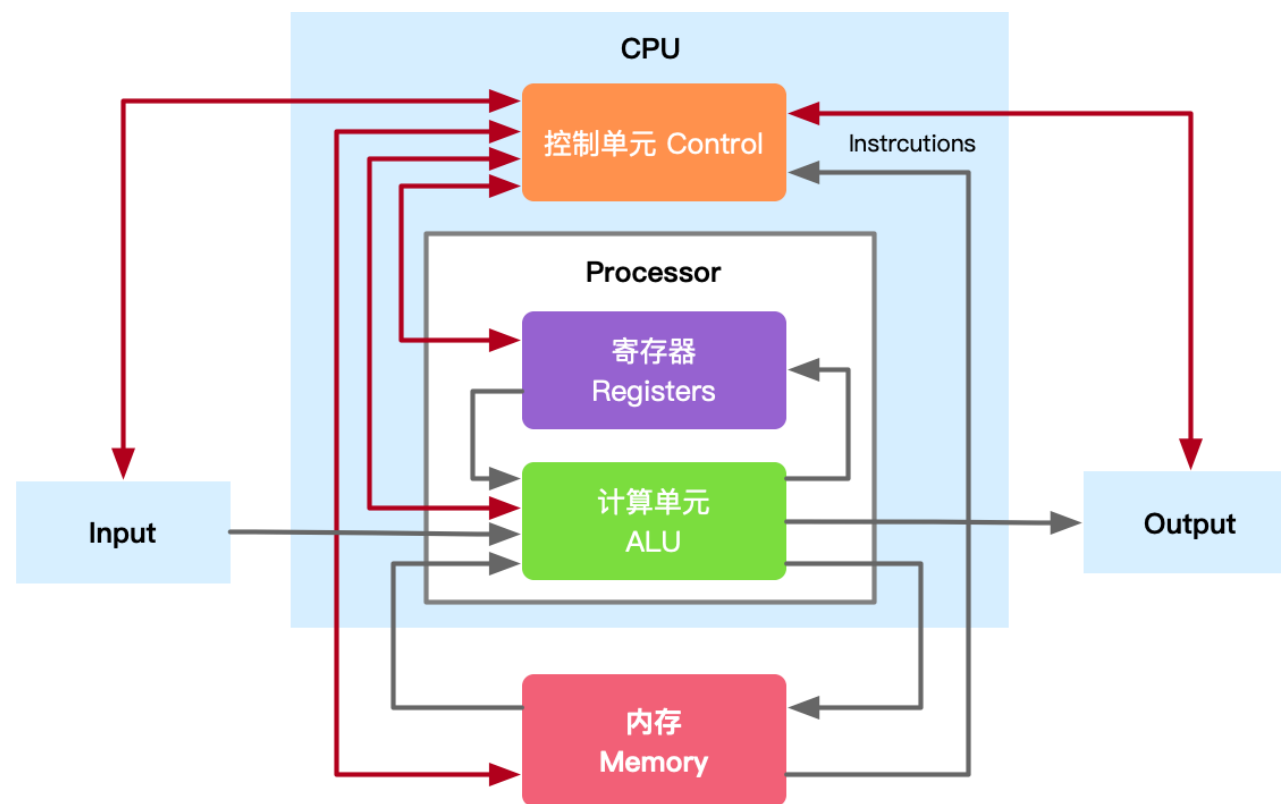 CPU
控制单元 Control
Instrcutions
Processor
寄存器
Registers
计算单元
ALU
Input
Output
内存
Memory